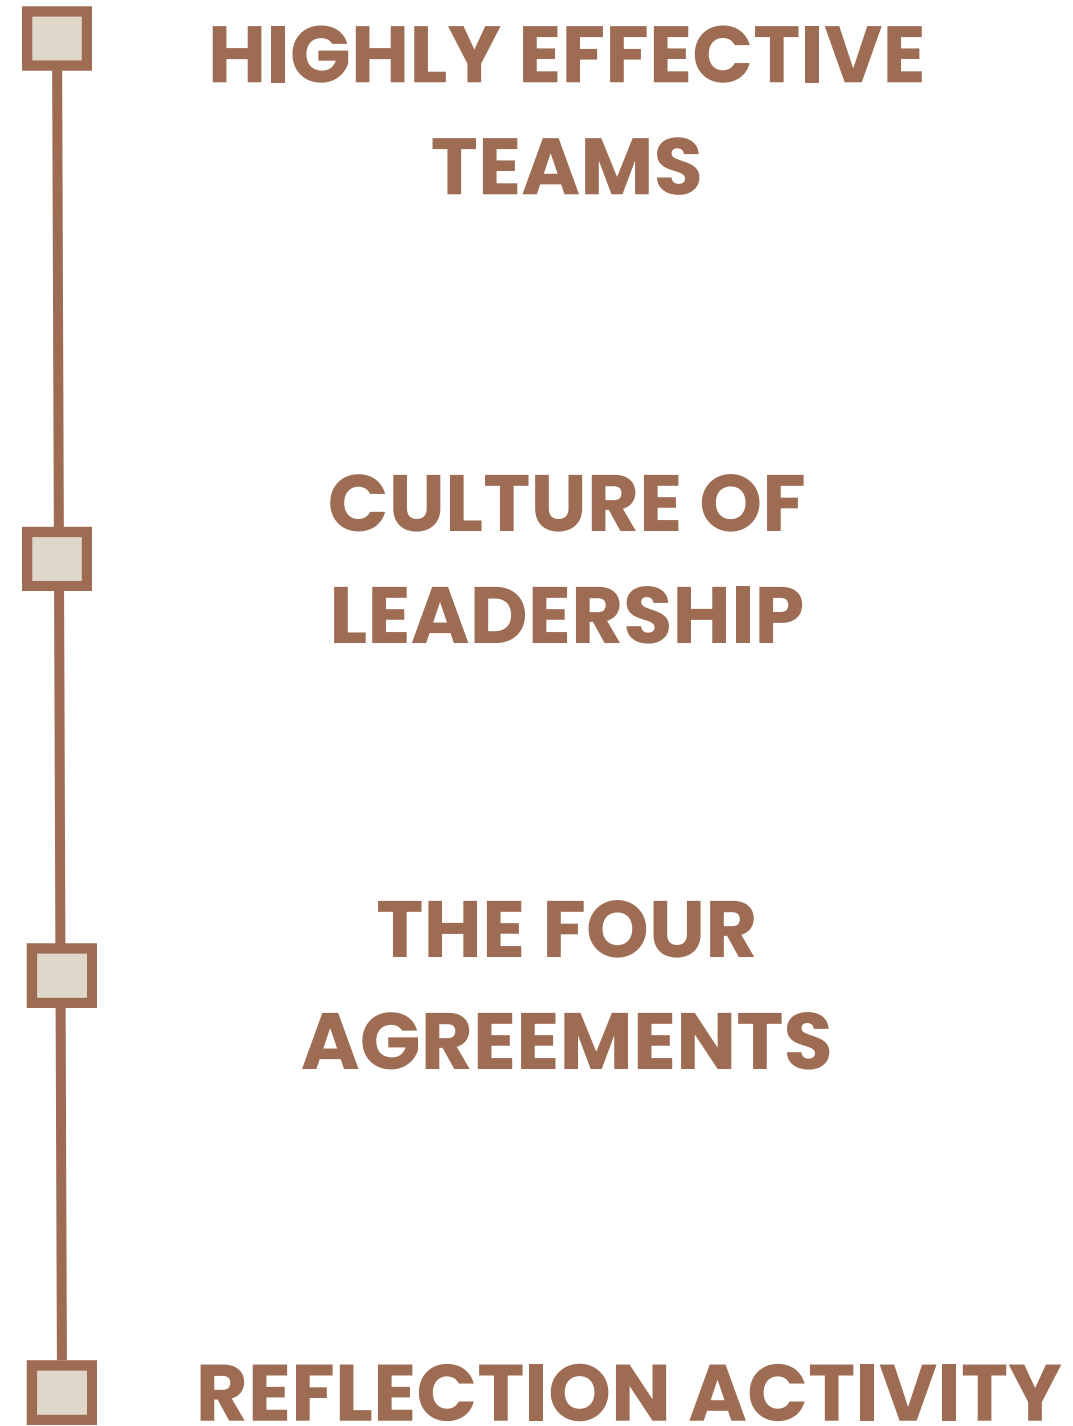 HIGHLY EFFECTIVE
TEAMS
CULTURE OF
LEADERSHIP
THE FOUR
AGREEMENTS
REFLECTION ACTIVITY